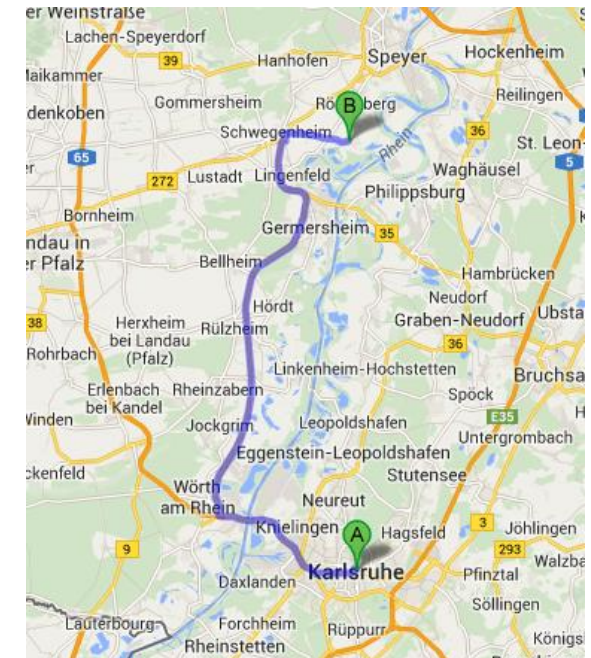 er Weinstraße
Lachen-Speyerdorf
Speyer
Hockenheim
39
Hanhofen
Maikammer
Gommersheim
Reilingen
denkoben
B
Schwegenheim
36
St. Leon-
65
Rhein
5
272
Lustadt
Lingenfeld
Waghäusel
Philippsburg
Bornheim
Germersheim
35
ndau in
er Pfalz
Bellheim
Hambrücken
Hördt
Neudorf
38
Herxheim
bei Landau
(Pfalz)
Rülzheim
Graben-Neudorf
Ubsta
36
Rohrbach
Linkenheim-Hochstetten
Bruchsa
Erlenbach
bei Kandel
Rheinzabern
Spöck
E35
Winden
Jockgrim
Leopoldshafen
Untergrombach
Eggenstein-Leopoldshafen
ckenfeld
Stutensee
Wörth
am Rhein
Neureut
Knielingen
A
Hagsfeld
3
Jöhlingen
9
293
Karlsruhe
Walzba
Daxlanden
Pfinztal
Söllingen
Lauterbourg
Forchheim
Rüppurr
Rheinstetten
Königs